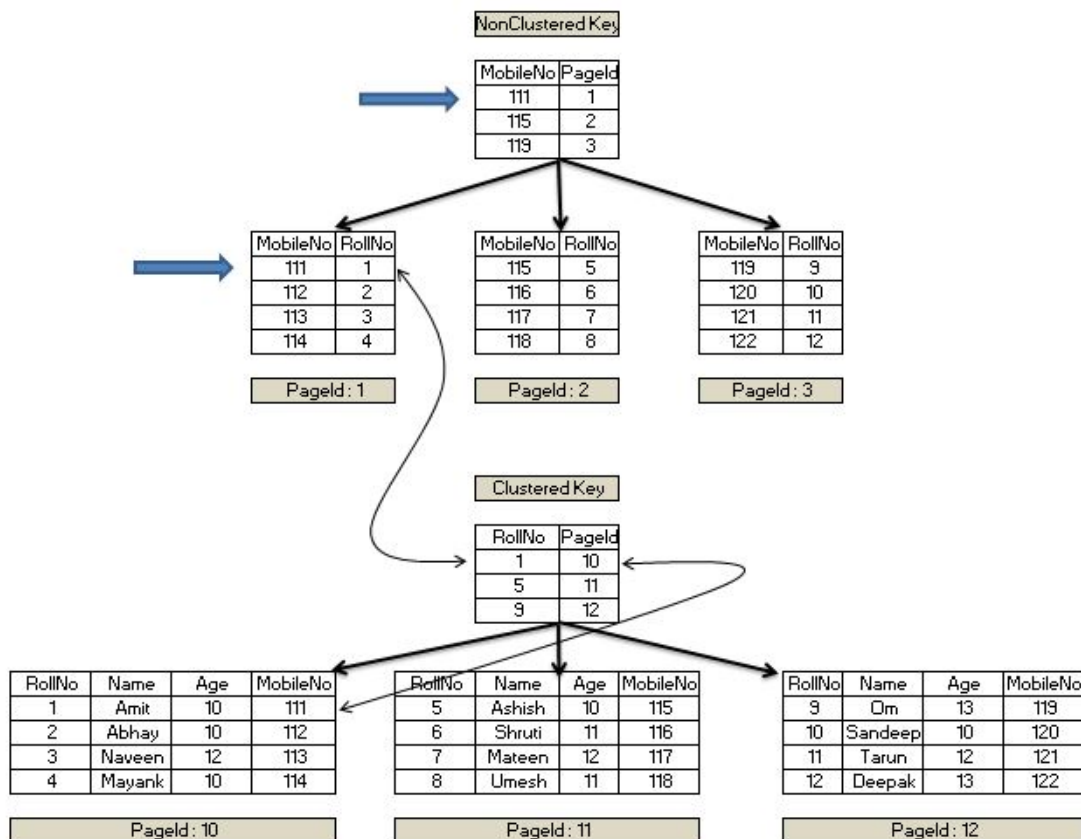 NonClustered Key
MobileNo PageId
111 1
115 2
119 3
MobileNo RollNo
111 1
112 2
113 3
114 4
PageId : 1
MobileNo RollNo
115 5
116 6
117 7
118 8
PageId : 2
MobileNo RollNo
119 9
120 10
121 11
122 12
PageId : 3
Clustered Key
RollNo PageId
1 10
5 11
9 12
RollNo Name Age MobileNo
1 Amit 10 111
2 Abhay 10 112
3 Naveen 12 113
4 Mayank 10 114
PageId : 10
RollNo Name Age MobileNo
5 Ashish 10 115
6 Shruti 11 116
7 Mateen 12 117
8 Umesh 11 118
PageId : 11
RollNo Name Age MobileNo
9 Om 13 119
10 Sandeep 10 120
11 Tarun 12 121
12 Deepak 13 122
PageId : 12